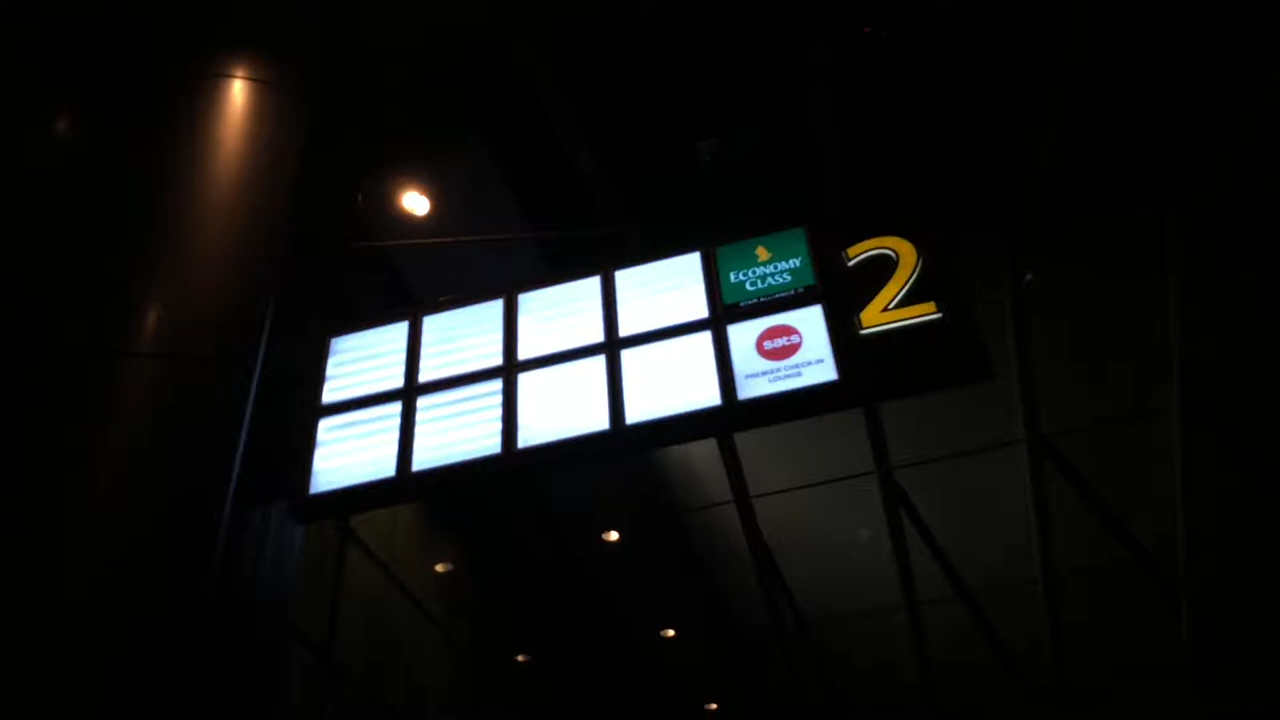 ECONOMY
CLASS
STAR ALLIANCE
2
sats
PREMIER CHECK-IN
LOUNGE